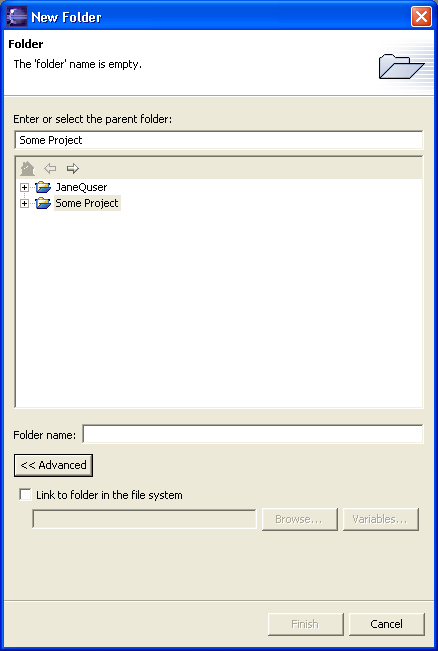 New Folder
Folder
The 'folder' name is empty.
Enter or select the parent folder:
Some Project
JaneQuser
Some Project
Folder name:
<< Advanced
Link to folder in the file system
Browse... Variables...
Finish Cancel